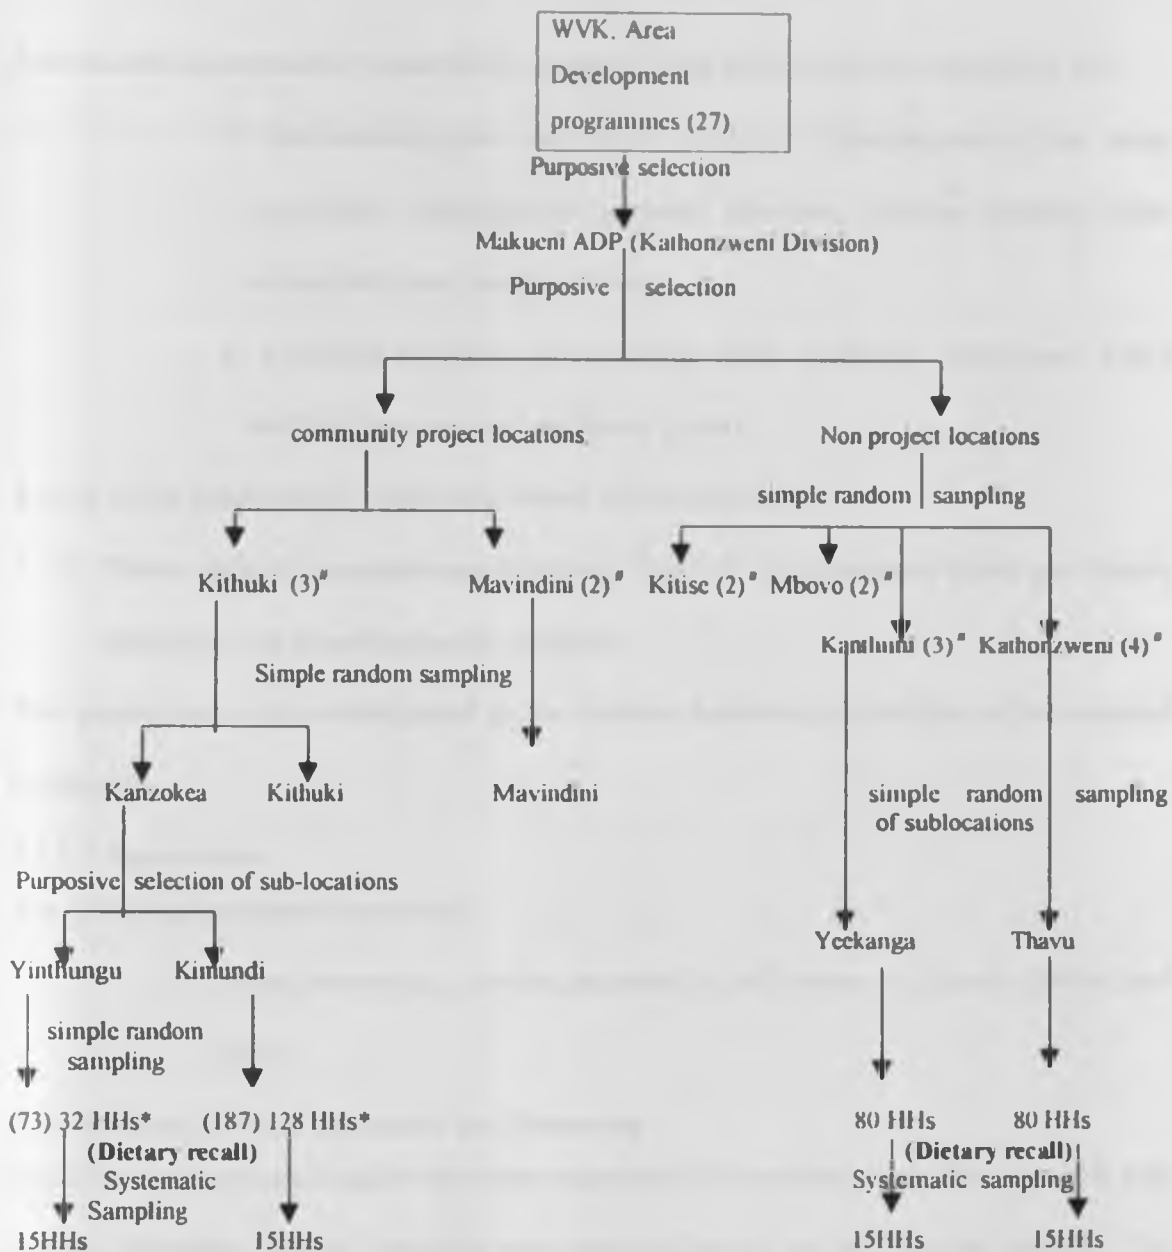 WVK. Area
Development
programmes (27)
Purposive selection
Makueni ADP (Kathonzweni Division)
Purposive selection
community project locations
Non project locations
simple random sampling
Kithuki (3)# Mavindini (2)# Kitise (2)# Mbovo (2)#
Kanthuni (3)# Kathonzweni (4)#
Simple random sampling
Kanzokea Kithuki Mavindini
simple random sampling
of sublocations
Purposive selection of sub-locations
Yeekanga Thavu
Yinthungu Kimundi
simple random
sampling
(73) 32 HHs* (187) 128 HHs* 80 HHs 80 HHs
(Dietary recall) (Dietary recall)
Systematic Systematic sampling
Sampling
15HHs 15HHs 15HHs 15HHs